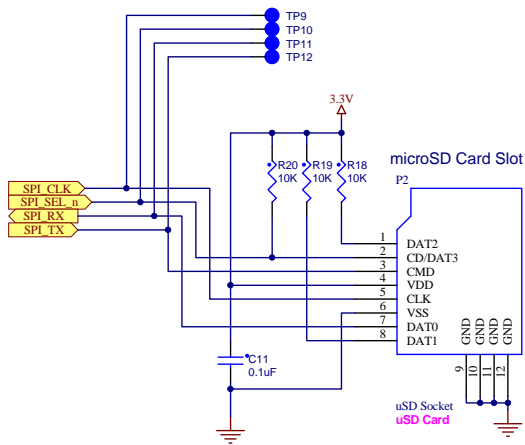 TP9
TP10
TP11
TP12
3.3V
R20
10K
R19
10K
R18
10K
microSD Card Slot
P2
SPI_CLK
SPI_SEL_n
SPI_RX
SPI_TX
1 DAT2
2 CD/DAT3
3 CMD
4 VDD
5 CLK
6 VSS
7 DAT0
8 DAT1
GND GND GND GND
9 10 11 12
C11
0.1uF
uSD Socket
uSD Card